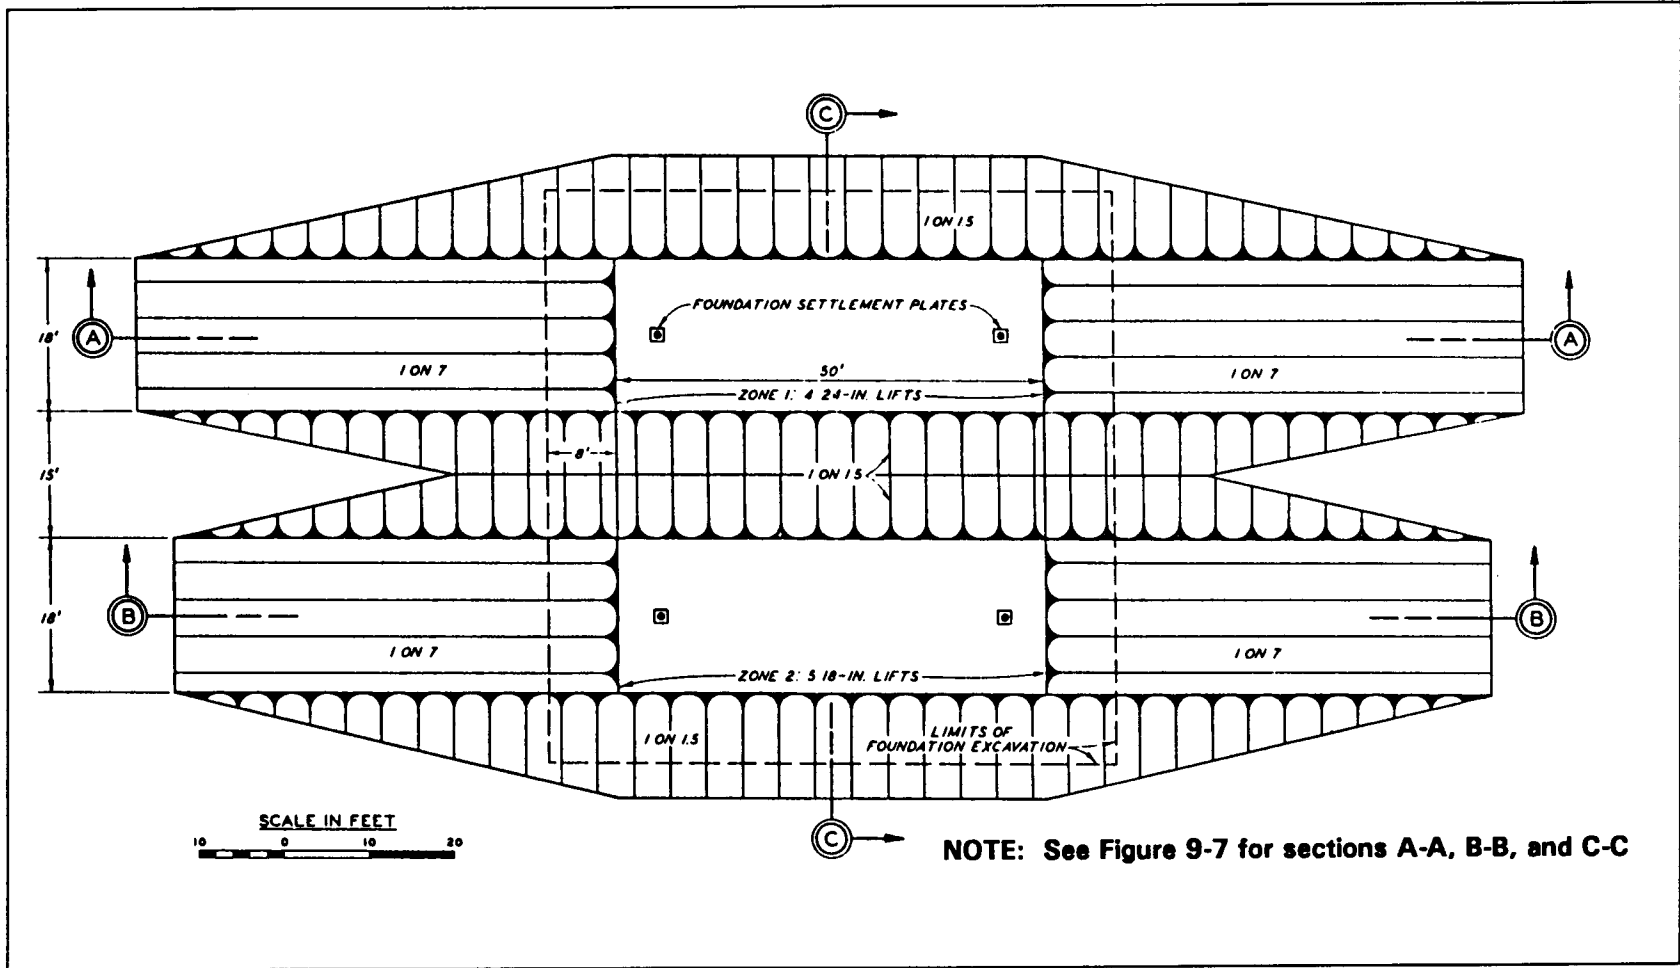 C
1 ON 1.5
A
18'
FOUNDATION SETTLEMENT PLATES
A
1 ON 7
50'
1 ON 7
ZONE 1: 4 24-IN. LIFTS
8'
15'
1 ON 1.5
B
18'
B
1 ON 7
1 ON 7
ZONE 2: 5 18-IN. LIFTS
1 ON 1.5
LIMITS OF
FOUNDATION EXCAVATION
SCALE IN FEET
10 0 10 20
C
NOTE: See Figure 9-7 for sections A-A, B-B, and C-C